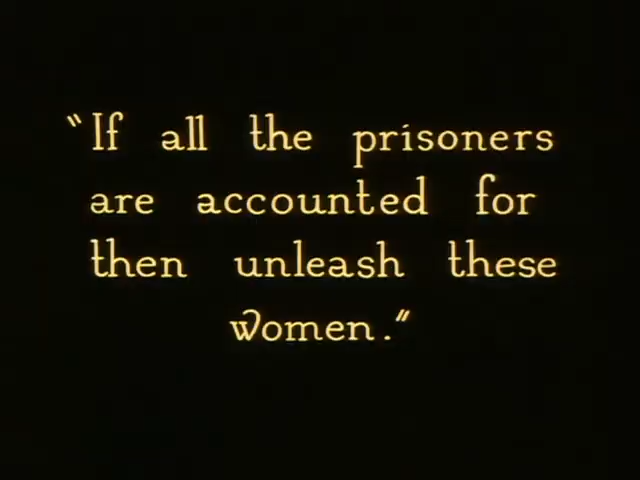 "If all the prisoners
are accounted for
then unleash these
women."